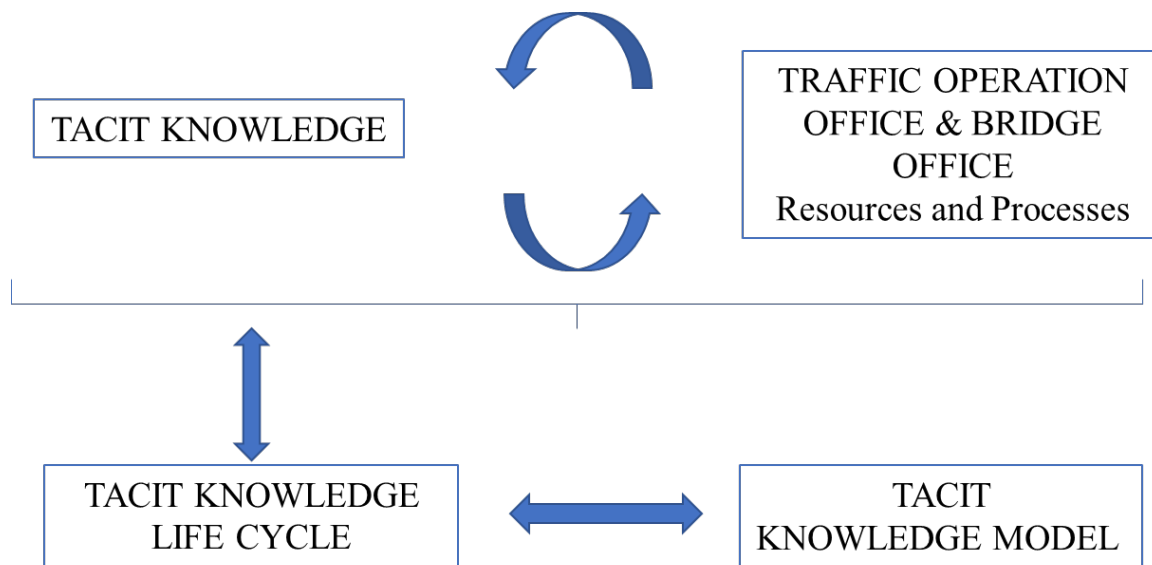 TACIT KNOWLEDGE
TRAFFIC OPERATION
OFFICE & BRIDGE
OFFICE
Resources and Processes
TACIT KNOWLEDGE
LIFE CYCLE
TACIT
KNOWLEDGE MODEL